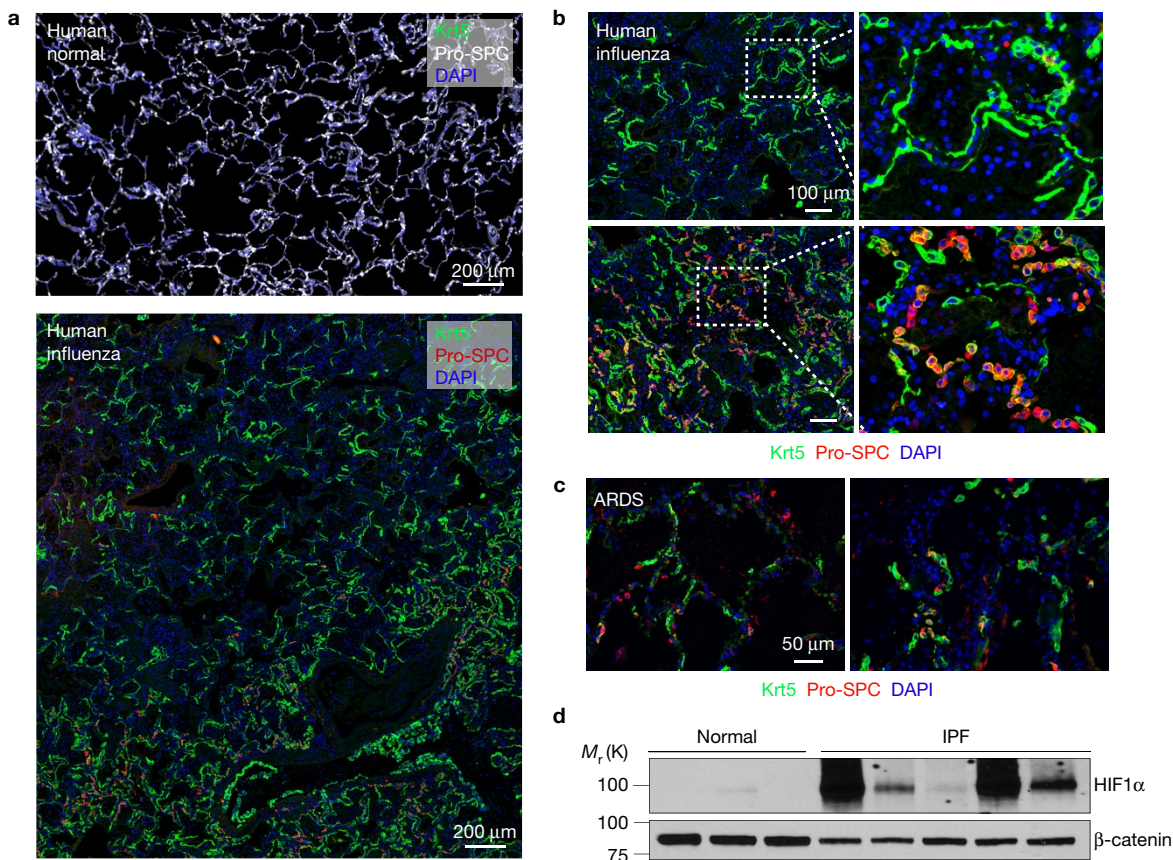 a
Human
normal
Krt5
Pro-SPC
DAPI
200 μm
Human
influenza
Krt5
Pro-SPC
DAPI
200 μm
b
Human
influenza
100 μm
Krt5 Pro-SPC DAPI
c
ARDS
50 μm
Krt5 Pro-SPC DAPI
d
Normal IPF
Mr (K)
100 HIF1α
100
β-catenin
75